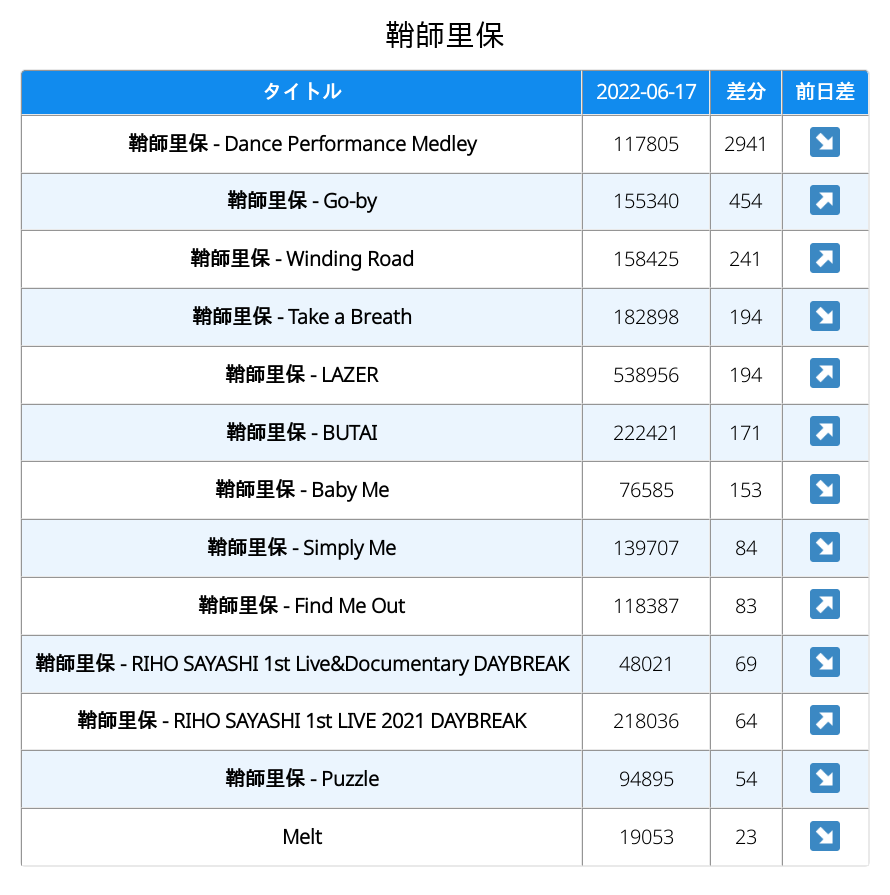 鞘師里保
タイトル 2022-06-17 差分 前日差
鞘師里保 - Dance Performance Medley 117805 2941 ↘
鞘師里保 - Go-by 155340 454 ↗
鞘師里保 - Winding Road 158425 241 ↗
鞘師里保 - Take a Breath 182898 194 ↘
鞘師里保 - LAZER 538956 194 ↗
鞘師里保 - BUTAI 222421 171 ↗
鞘師里保 - Baby Me 76585 153 ↘
鞘師里保 - Simply Me 139707 84 ↘
鞘師里保 - Find Me Out 118387 83 ↗
鞘師里保 - RIHO SAYASHI 1st Live&Documentary DAYBREAK 48021 69 ↘
鞘師里保 - RIHO SAYASHI 1st LIVE 2021 DAYBREAK 218036 64 ↗
鞘師里保 - Puzzle 94895 54 ↘
Melt 19053 23 ↘